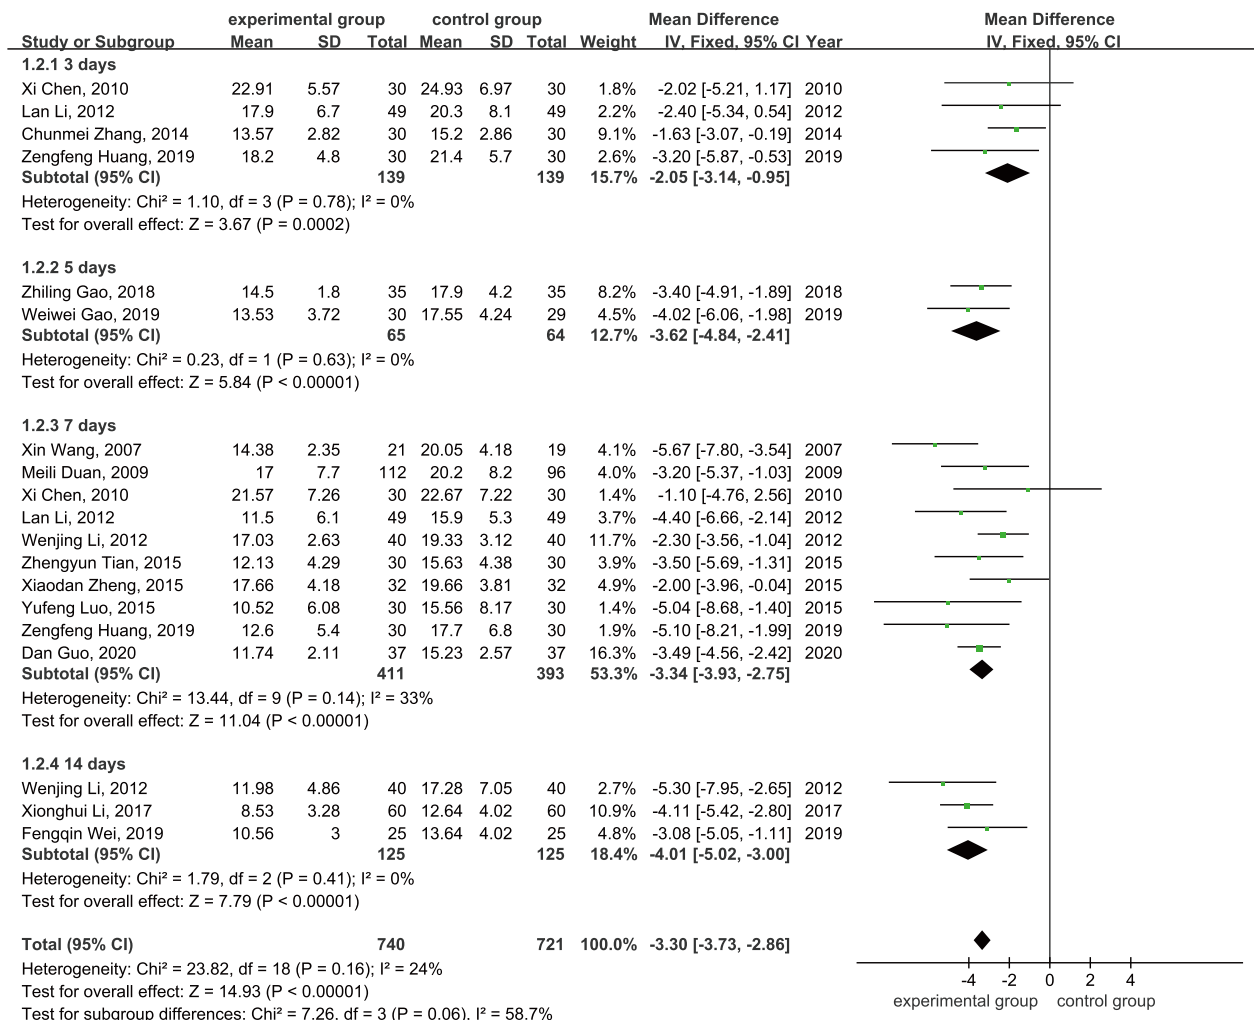 experimental group control group Mean Difference Mean Difference
Study or Subgroup Mean SD Total Mean SD Total Weight IV, Fixed, 95% CI Year IV, Fixed, 95% CI
1.2.1 3 days
Xi Chen, 2010 22.91 5.57 30 24.93 6.97 30 1.8% -2.02 [-5.21, 1.17] 2010
Lan Li, 2012 17.9 6.7 49 20.3 8.1 49 2.2% -2.40 [-5.34, 0.54] 2012
Chunmei Zhang, 2014 13.57 2.82 30 15.2 2.86 30 9.1% -1.63 [-3.07, -0.19] 2014
Zengfeng Huang, 2019 18.2 4.8 30 21.4 5.7 30 2.6% -3.20 [-5.87, -0.53] 2019
Subtotal (95% CI) 139 139 15.7% -2.05 [-3.14, -0.95]
Heterogeneity: Chi² = 1.10, df = 3 (P = 0.78); I² = 0%
Test for overall effect: Z = 3.67 (P = 0.0002)
1.2.2 5 days
Zhiling Gao, 2018 14.5 1.8 35 17.9 4.2 35 8.2% -3.40 [-4.91, -1.89] 2018
Weiwei Gao, 2019 13.53 3.72 30 17.55 4.24 29 4.5% -4.02 [-6.06, -1.98] 2019
Subtotal (95% CI) 65 64 12.7% -3.62 [-4.84, -2.41]
Heterogeneity: Chi² = 0.23, df = 1 (P = 0.63); I² = 0%
Test for overall effect: Z = 5.84 (P < 0.00001)
1.2.3 7 days
Xin Wang, 2007 14.38 2.35 21 20.05 4.18 19 4.1% -5.67 [-7.80, -3.54] 2007
Meili Duan, 2009 17 7.7 112 20.2 8.2 96 4.0% -3.20 [-5.37, -1.03] 2009
Xi Chen, 2010 21.57 7.26 30 22.67 7.22 30 1.4% -1.10 [-4.76, 2.56] 2010
Lan Li, 2012 11.5 6.1 49 15.9 5.3 49 3.7% -4.40 [-6.66, -2.14] 2012
Wenjing Li, 2012 17.03 2.63 40 19.33 3.12 40 11.7% -2.30 [-3.56, -1.04] 2012
Zhengyun Tian, 2015 12.13 4.29 30 15.63 4.38 30 3.9% -3.50 [-5.69, -1.31] 2015
Xiaodan Zheng, 2015 17.66 4.18 32 19.66 3.81 32 4.9% -2.00 [-3.96, -0.04] 2015
Yufeng Luo, 2015 10.52 6.08 30 15.56 8.17 30 1.4% -5.04 [-8.68, -1.40] 2015
Zengfeng Huang, 2019 12.6 5.4 30 17.7 6.8 30 1.9% -5.10 [-8.21, -1.99] 2019
Dan Guo, 2020 11.74 2.11 37 15.23 2.57 37 16.3% -3.49 [-4.56, -2.42] 2020
Subtotal (95% CI) 411 393 53.3% -3.34 [-3.93, -2.75]
Heterogeneity: Chi² = 13.44, df = 9 (P = 0.14); I² = 33%
Test for overall effect: Z = 11.04 (P < 0.00001)
1.2.4 14 days
Wenjing Li, 2012 11.98 4.86 40 17.28 7.05 40 2.7% -5.30 [-7.95, -2.65] 2012
Xionghui Li, 2017 8.53 3.28 60 12.64 4.02 60 10.9% -4.11 [-5.42, -2.80] 2017
Fengqin Wei, 2019 10.56 3 25 13.64 4.02 25 4.8% -3.08 [-5.05, -1.11] 2019
Subtotal (95% CI) 125 125 18.4% -4.01 [-5.02, -3.00]
Heterogeneity: Chi² = 1.79, df = 2 (P = 0.41); I² = 0%
Test for overall effect: Z = 7.79 (P < 0.00001)
Total (95% CI) 740 721 100.0% -3.30 [-3.73, -2.86]
Heterogeneity: Chi² = 23.82, df = 18 (P = 0.16); I² = 24%
-4 -2 0 2 4
Test for overall effect: Z = 14.93 (P < 0.00001)
experimental group control group
Test for subgroup differences: Chi² = 7.26, df = 3 (P = 0.06), I² = 58.7%